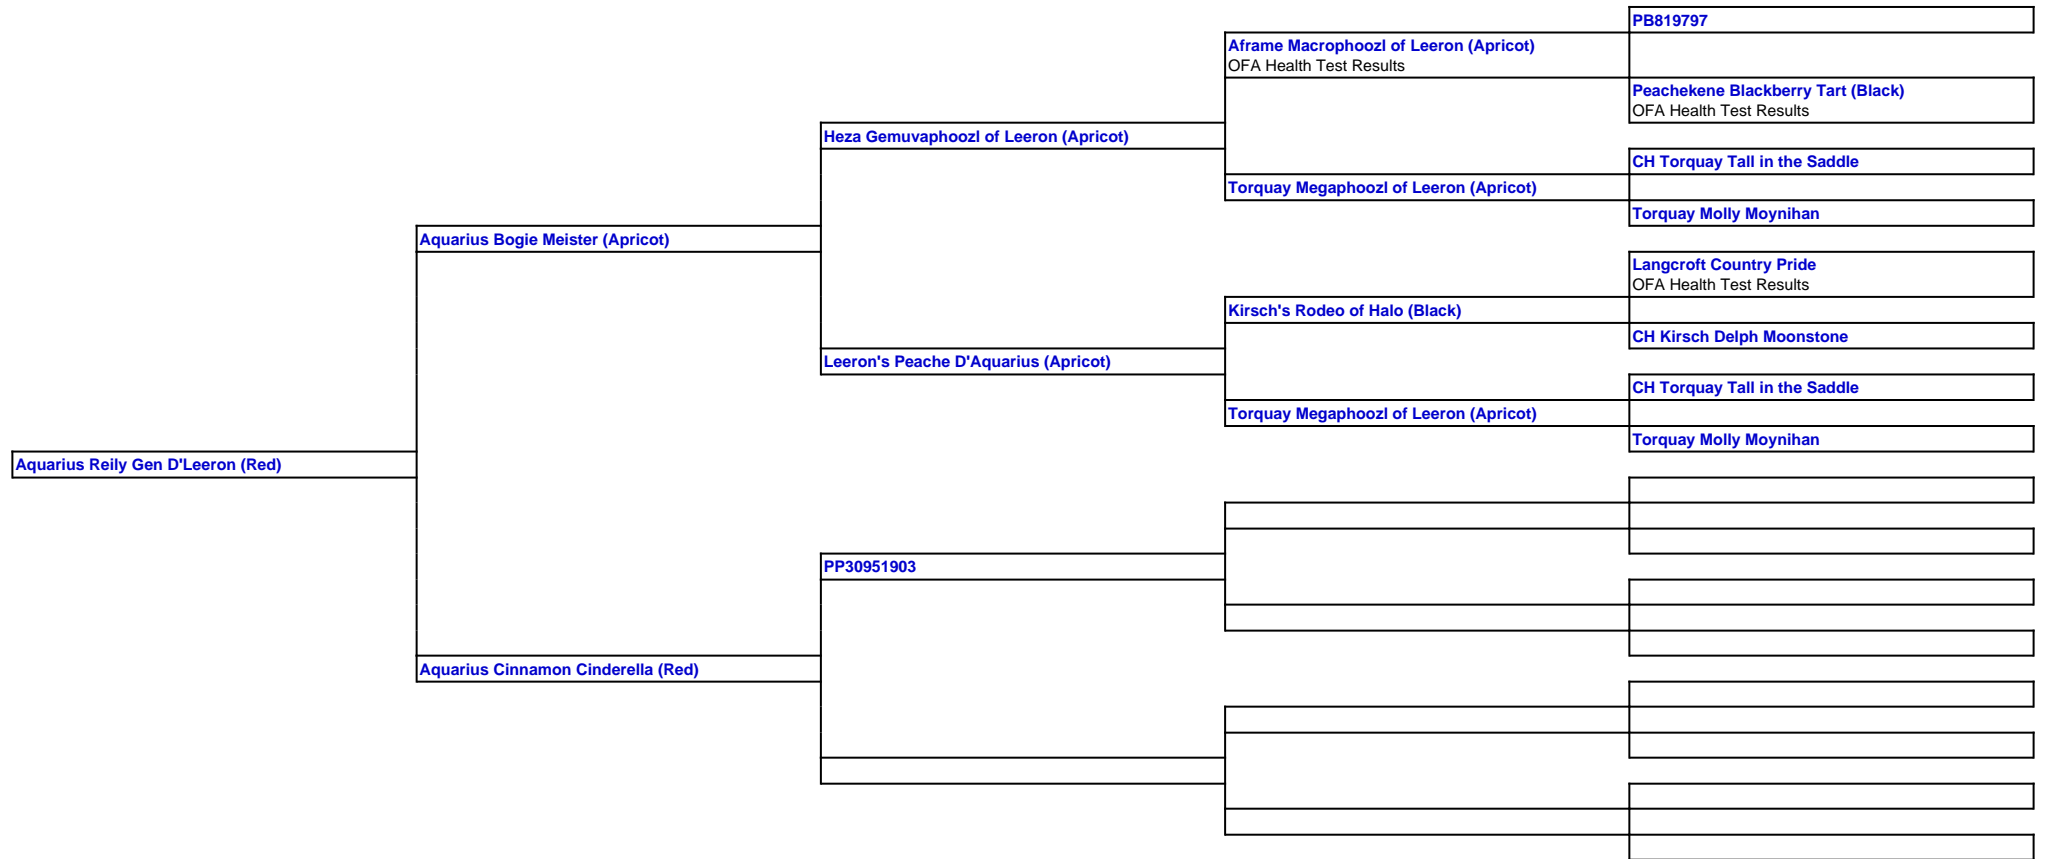 PB819797
Aframe Macrophoozl of Leeron (Apricot)
OFA Health Test Results
Peachekene Blackberry Tart (Black)
OFA Health Test Results
Heza Gemuvaphoozl of Leeron (Apricot)
CH Torquay Tall in the Saddle
Torquay Megaphoozl of Leeron (Apricot)
Torquay Molly Moynihan
Aquarius Bogie Meister (Apricot)
Langcroft Country Pride
OFA Health Test Results
Kirsch's Rodeo of Halo (Black)
CH Kirsch Delph Moonstone
Leeron's Peache D'Aquarius (Apricot)
CH Torquay Tall in the Saddle
Torquay Megaphoozl of Leeron (Apricot)
Torquay Molly Moynihan
Aquarius Reily Gen D'Leeron (Red)
PP30951903
Aquarius Cinnamon Cinderella (Red)